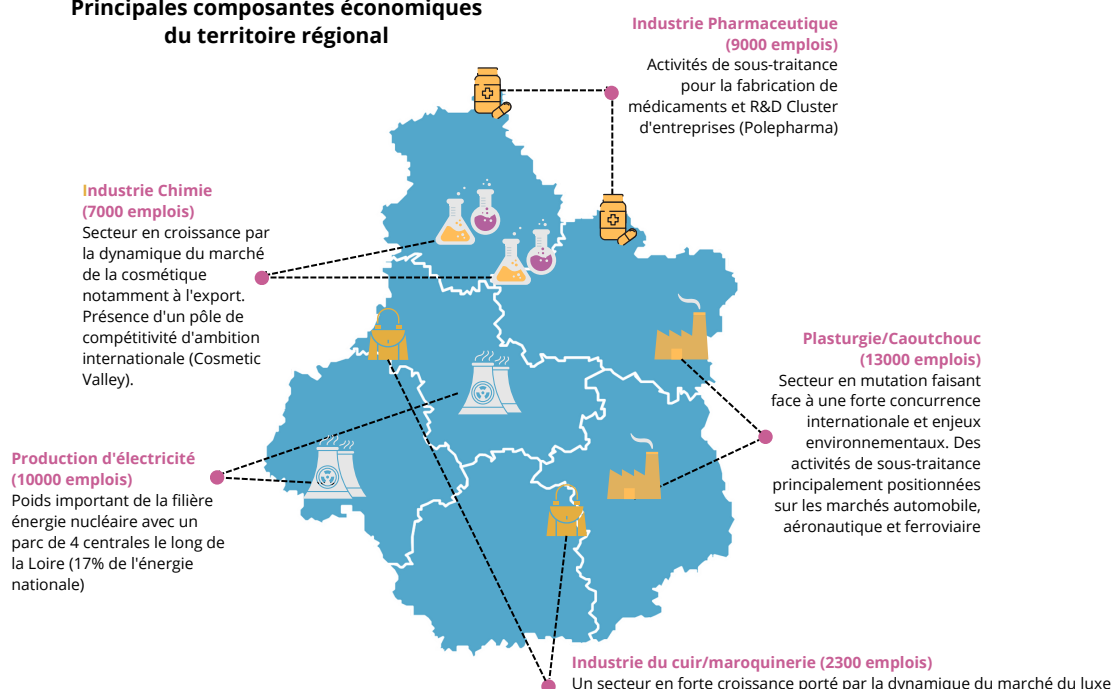 Principales composantes économiques
du territoire régional
Industrie Pharmaceutique
(9000 emplois)
Activités de sous-traitance
pour la fabrication de
médicaments et R&D Cluster
d'entreprises (Polepharma)
Industrie Chimie
(7000 emplois)
Secteur en croissance par
la dynamique du marché
de la cosmétique
notamment à l'export.
Présence d'un pôle de
compétitivité d'ambition
internationale (Cosmetic
Valley).
Plasturgie/Caoutchouc
(13000 emplois)
Secteur en mutation faisant
face à une forte concurrence
internationale et enjeux
environnementaux. Des
activités de sous-traitance
principalement positionnées
sur les marchés automobile,
aéronautique et ferroviaire
Production d'électricité
(10000 emplois)
Poids important de la filière
énergie nucléaire avec un
parc de 4 centrales le long de
la Loire (17% de l'énergie
nationale)
Industrie du cuir/maroquinerie (2300 emplois)
Un secteur en forte croissance porté par la dynamique du marché du luxe